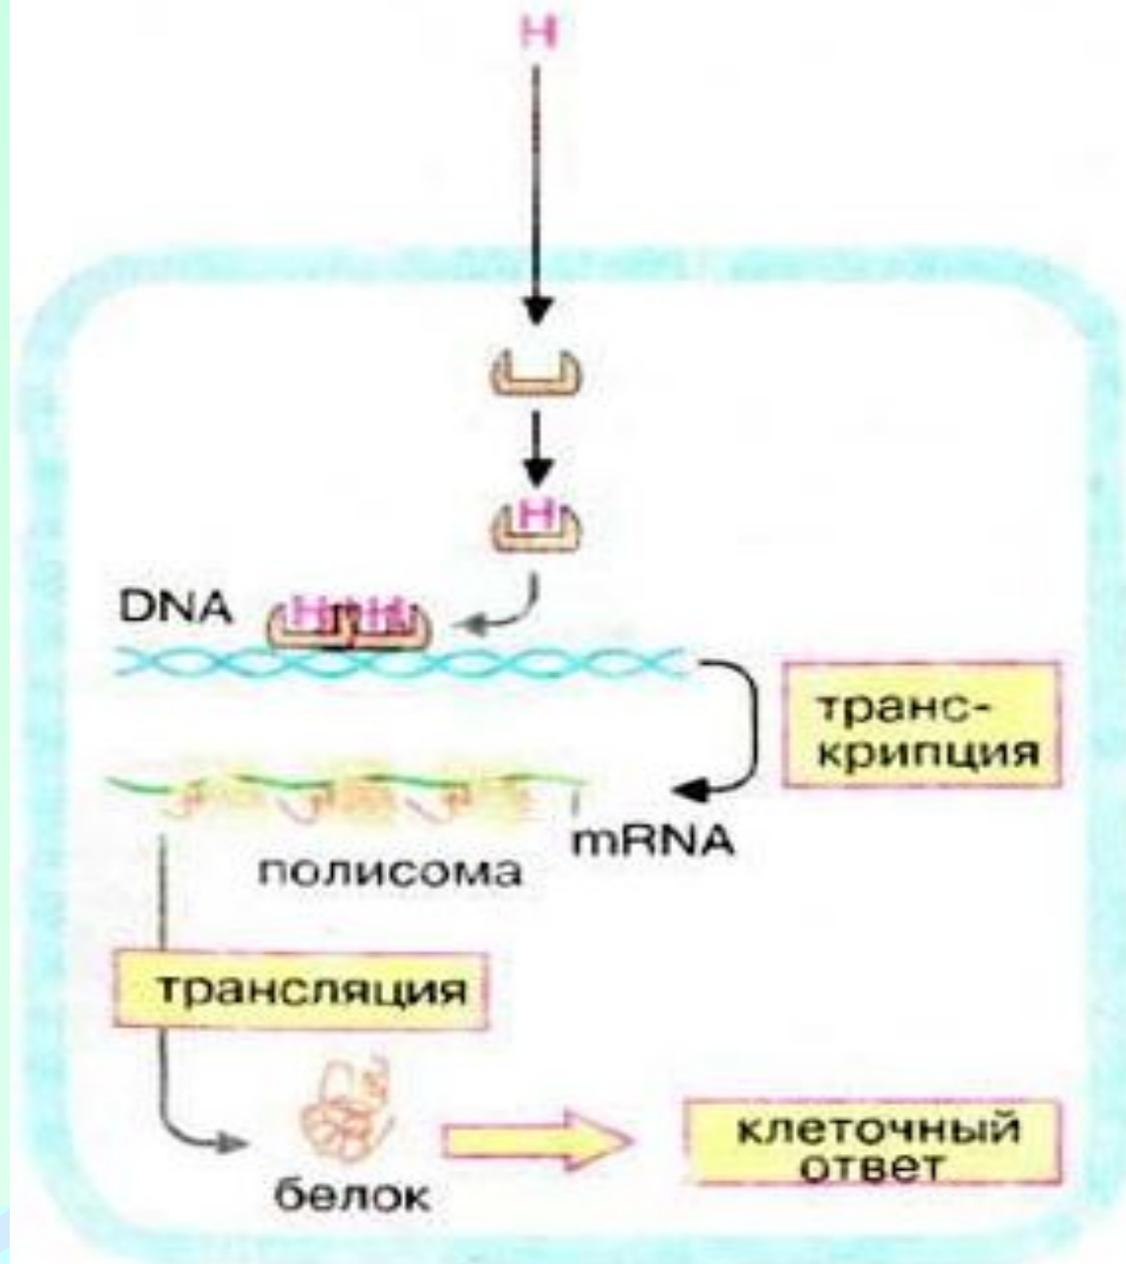 H
H
DNA
H H
транс-
крипция
mRNA
полисома
трансляция
клеточный
ответ
белок